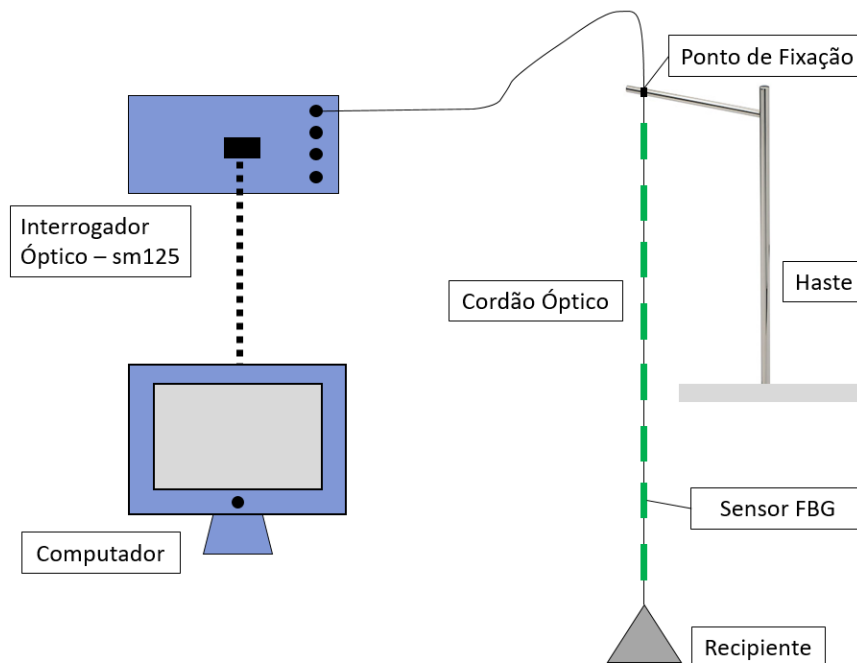 Ponto de Fixação
Interrogador
Óptico – sm125
Cordão Óptico
Haste
Sensor FBG
Computador
Recipiente